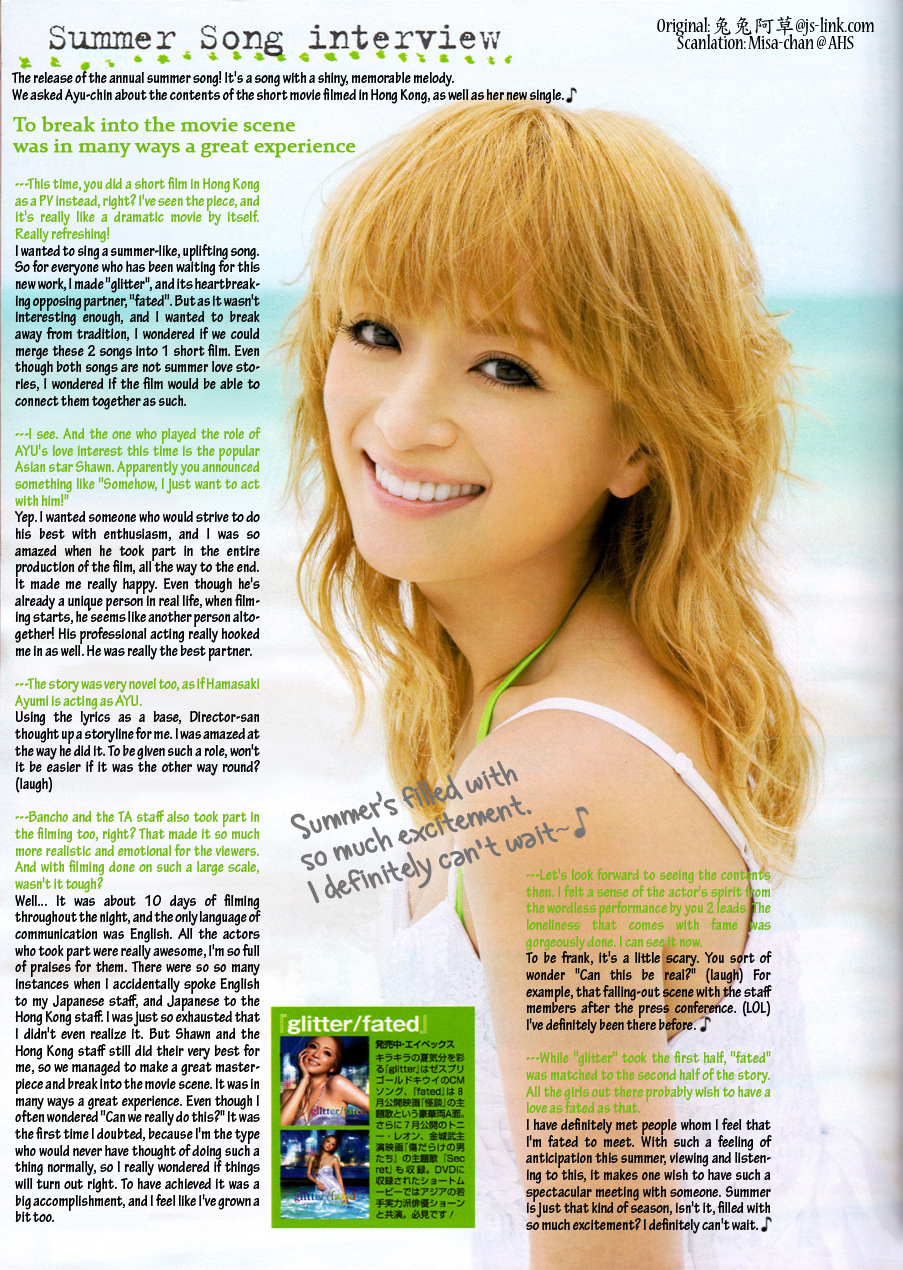 Summer Song interview
Original: 兔兔阿草@js-link.com
Scanlation: Misa-chan @ AHS
The release of the annual summer song! It's a song with a shiny, memorable melody.
We asked Ayu-chin about the contents of the short movie filmed in Hong Kong, as well as her new single.♪
To break into the movie scene
was in many ways a great experience
---This time, you did a short film in Hong Kong
as a PV instead, right? I've seen the piece, and
it's really like a dramatic movie by itself.
Really refreshing!
I wanted to sing a summer-like, uplifting song.
So for everyone who has been waiting for this
new work, I made "glitter", and its heartbreak-
ing opposing partner, "fated". But as it wasn't
interesting enough, and I wanted to break
away from tradition, I wondered if we could
merge these 2 songs into 1 short film. Even
though both songs are not summer love sto-
ries, I wondered if the film would be able to
connect them together as such.
---I see. And the one who played the role of
AYU's love interest this time is the popular
Asian star Shawn. Apparently you announced
something like "Somehow, I just want to act
with him!"
Yep. I wanted someone who would strive to do
his best with enthusiasm, and I was so
amazed when he took part in the entire
production of the film, all the way to the end.
It made me really happy. Even though he's
already a unique person in real life, when film-
ing starts, he seems like another person alto-
gether! His professional acting really hooked
me in as well. He was really the best partner.
---The story was very novel too, as if Hamasaki
Ayumi is acting as AYU.
Using the lyrics as a base, Director-san
thought up a storyline for me. I was amazed at
the way he did it. To be given such a role, won't
it be easier if it was the other way round?
(laugh)
---Bancho and the TA staff also took part in
the filming too, right? That made it so much
more realistic and emotional for the viewers.
And with filming done on such a large scale,
wasn't it tough?
Well... It was about 10 days of filming
throughout the night, and the only language of
communication was English. All the actors
who took part were really awesome, I'm so full
of praises for them. There were so so many
instances when I accidentally spoke English
to my Japanese staff, and Japanese to the
Hong Kong staff. I was just so exhausted that
I didn't even realize it. But Shawn and the
Hong Kong staff still did their very best for
me, so we managed to make a great master-
piece and break into the movie scene. It was in
many ways a great experience. Even though I
often wondered "Can we really do this?" It was
the first time I doubted, because I'm the type
who would never have thought of doing such a
thing normally, so I really wondered if things
will turn out right. To have achieved it was a
big accomplishment, and I feel like I've grown a
bit too.
Summer's filled with
so much excitement.
I definitely can't wait~♪
『glitter/fated』
発売中・エイベックス
キラキラの夏気分を彩
る『glitter』はゼスプリ
ゴールドキウイのCM
ソング、『fated』は8
月公開映画『怪談』の主
題歌という豪華両A面。
さらに7月公開のトニ
ー・レオン、金城武主
演映画『傷だらけの男
たち』の主題歌『Sec
ret』も収録。DVDに
収録されたショートム
ービーではアジアの若
手実力派俳優ショーン
と共演。必見です!
glitter/fated
glitter/fated
---Let's look forward to seeing the contents
then. I felt a sense of the actor's spirit from
the wordless performance by you 2 leads. The
loneliness that comes with fame was
gorgeously done. I can see it now.
To be frank, it's a little scary. You sort of
wonder "Can this be real?" (laugh) For
example, that falling-out scene with the staff
members after the press conference. (LOL)
I've definitely been there before.♪
---While "glitter" took the first half, "fated"
was matched to the second half of the story.
All the girls out there probably wish to have a
love as fated as that.
I have definitely met people whom I feel that
I'm fated to meet. With such a feeling of
anticipation this summer, viewing and listen-
ing to this, it makes one wish to have such a
spectacular meeting with someone. Summer
is just that kind of season, isn't it, filled with
so much excitement? I definitely can't wait.♪